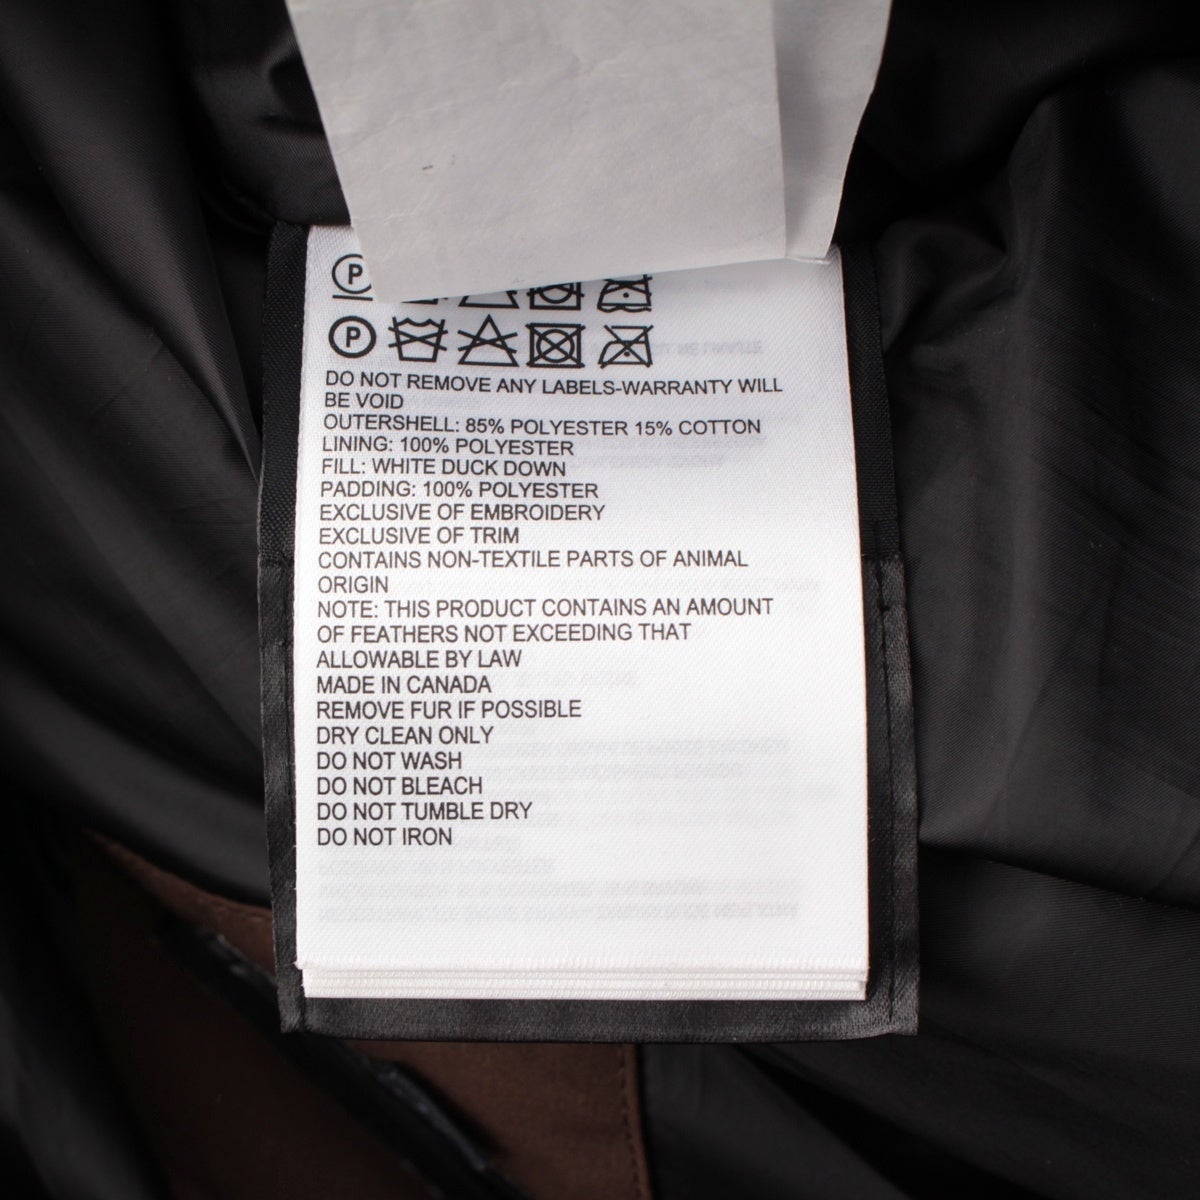 P
P
DO NOT REMOVE ANY LABELS-WARRANTY WILL
BE VOID
OUTERSHELL: 85% POLYESTER 15% COTTON
LINING: 100% POLYESTER
FILL: WHITE DUCK DOWN
PADDING: 100% POLYESTER
EXCLUSIVE OF EMBROIDERY
EXCLUSIVE OF TRIM
CONTAINS NON-TEXTILE PARTS OF ANIMAL
ORIGIN
NOTE: THIS PRODUCT CONTAINS AN AMOUNT
OF FEATHERS NOT EXCEEDING THAT
ALLOWABLE BY LAW
MADE IN CANADA
REMOVE FUR IF POSSIBLE
DRY CLEAN ONLY
DO NOT WASH
DO NOT BLEACH
DO NOT TUMBLE DRY
DO NOT IRON